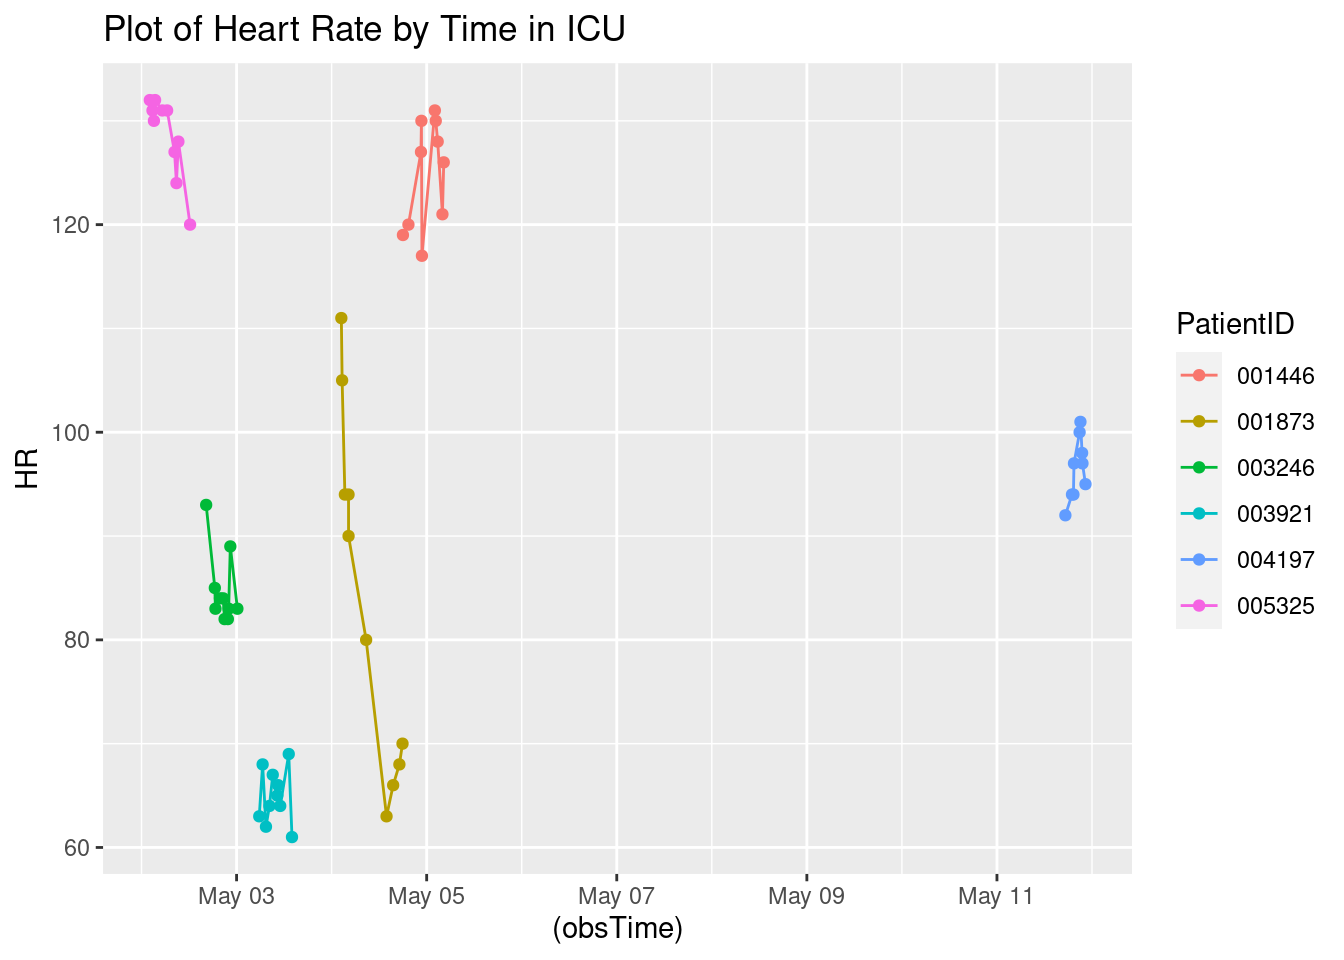 Plot of Heart Rate by Time in ICU
HR
120
100
80
60
May 03
May 05
May 07
May 09
May 11
(obsTime)
PatientID
001446
001873
003246
003921
004197
005325